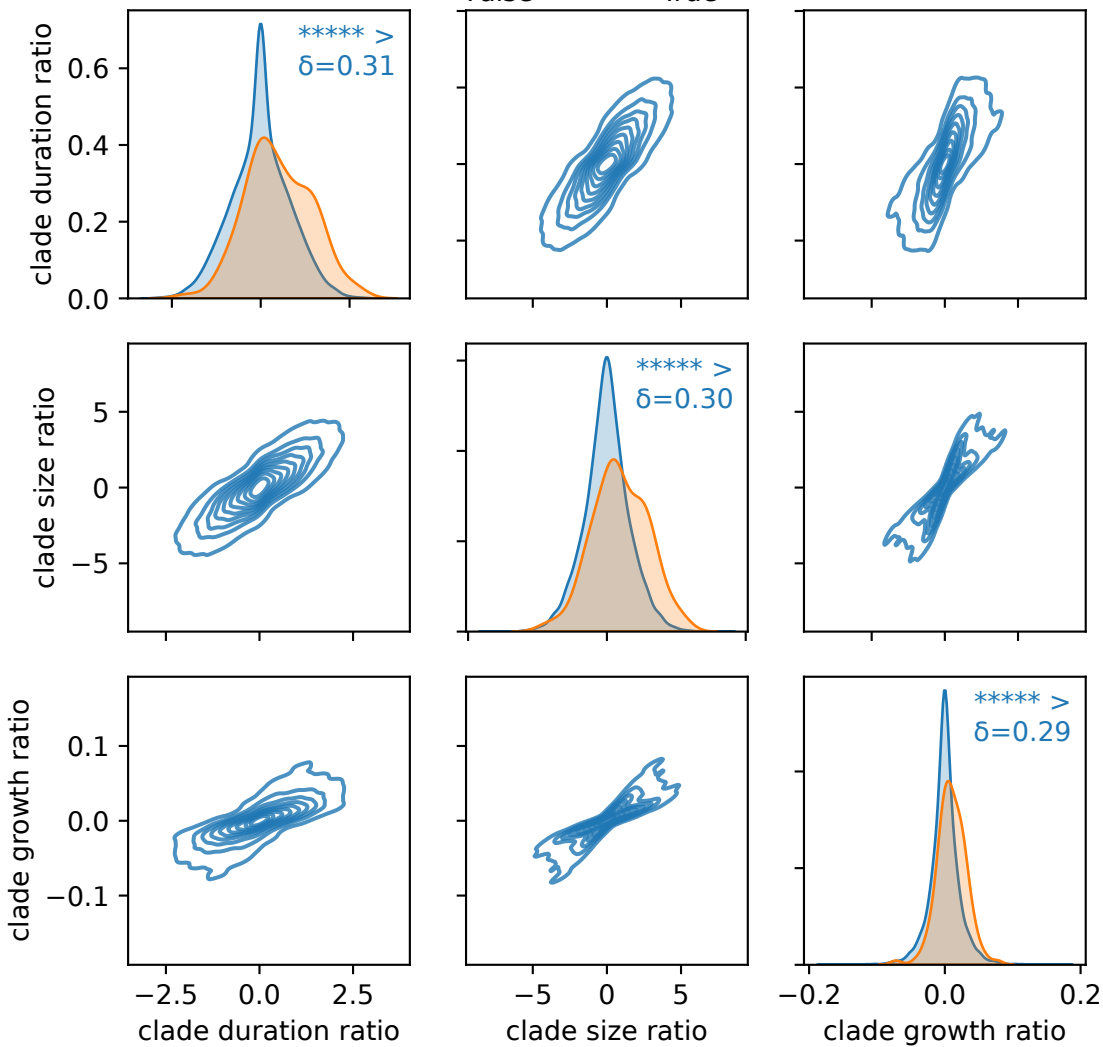 ***** >
δ=0.31
clade duration ratio
0.6
0.4
0.2
0.0
***** >
δ=0.30
clade size ratio
5
0
−5
***** >
δ=0.29
clade growth ratio
0.1
0.0
−0.1
−2.5 0.0 2.5 −5 0 5 −0.2 0.0 0.2
clade duration ratio clade size ratio clade growth ratio